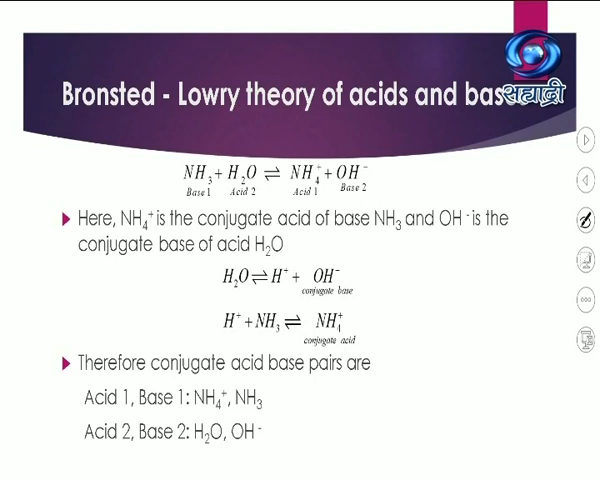 Bronsted - Lowry theory of acids and bases
सह्याद्री
NH₃ + H₂O ⇌ NH₄⁺ + OH⁻
Base 1 Acid 2 Acid 1 Base 2
Here, NH₄⁺ is the conjugate acid of base NH₃ and OH⁻ is the
conjugate base of acid H₂O
H₂O ⇌ H⁺ + OH⁻
conjugate base
H⁺ + NH₃ ⇌ NH₄⁺
conjugate acid
Therefore conjugate acid base pairs are
Acid 1, Base 1: NH₄⁺, NH₃
Acid 2, Base 2: H₂O, OH⁻